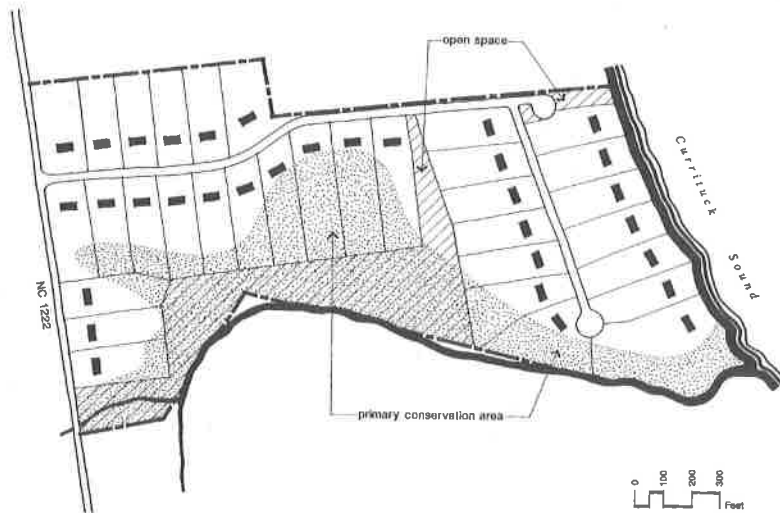 open space
Currituck
Sound
NC 1222
primary conservation area
0 100 200 300
Feet